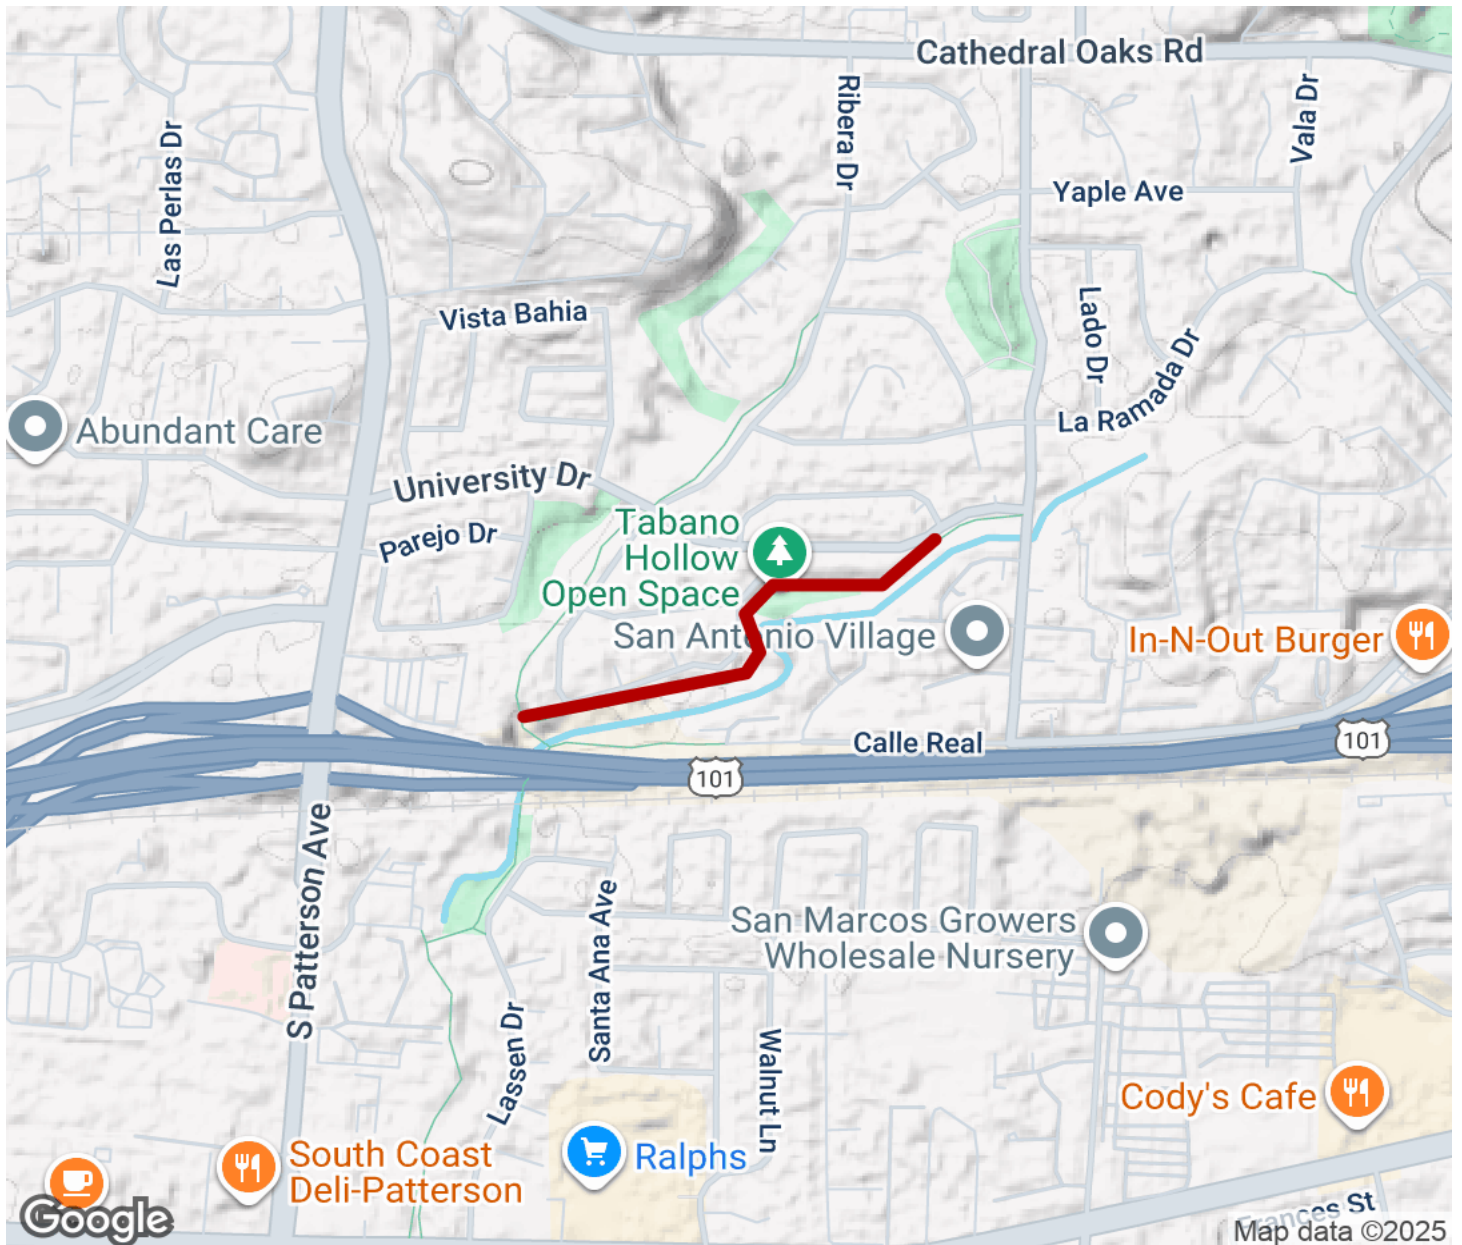 Cathedral Oaks Rd
Ribera Dr
Vala Dr
Las Perlas Dr
Yaple Ave
Vista Bahia
Lado Dr
La Ramada Dr
Abundant Care
University Dr
Parejo Dr
Tabano
Hollow
Open Space
San Antonio Village
In-N-Out Burger
Calle Real
101
101
S Patterson Ave
Santa Ana Ave
San Marcos Growers
Wholesale Nursery
Lassen Dr
Walnut Ln
Cody's Cafe
South Coast
Deli-Patterson
Ralphs
Frances St
Google
Map data ©2025